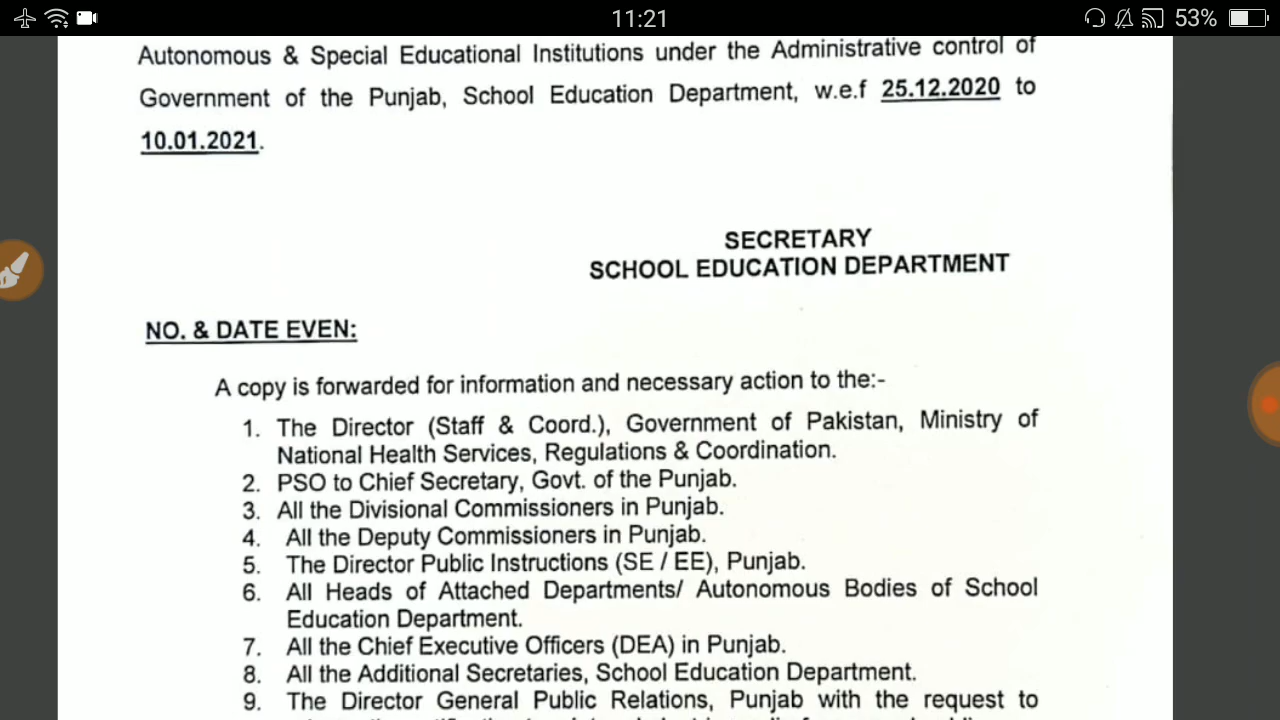 11:21
53%
Autonomous & Special Educational Institutions under the Administrative control of
Government of the Punjab, School Education Department, w.e.f 25.12.2020 to
10.01.2021.
SECRETARY
SCHOOL EDUCATION DEPARTMENT
NO. & DATE EVEN:
A copy is forwarded for information and necessary action to the:-
1. The Director (Staff & Coord.), Government of Pakistan, Ministry of
National Health Services, Regulations & Coordination.
2. PSO to Chief Secretary, Govt. of the Punjab.
3. All the Divisional Commissioners in Punjab.
4. All the Deputy Commissioners in Punjab.
5. The Director Public Instructions (SE / EE), Punjab.
6. All Heads of Attached Departments/ Autonomous Bodies of School
Education Department.
7. All the Chief Executive Officers (DEA) in Punjab.
8. All the Additional Secretaries, School Education Department.
9. The Director General Public Relations, Punjab with the request to